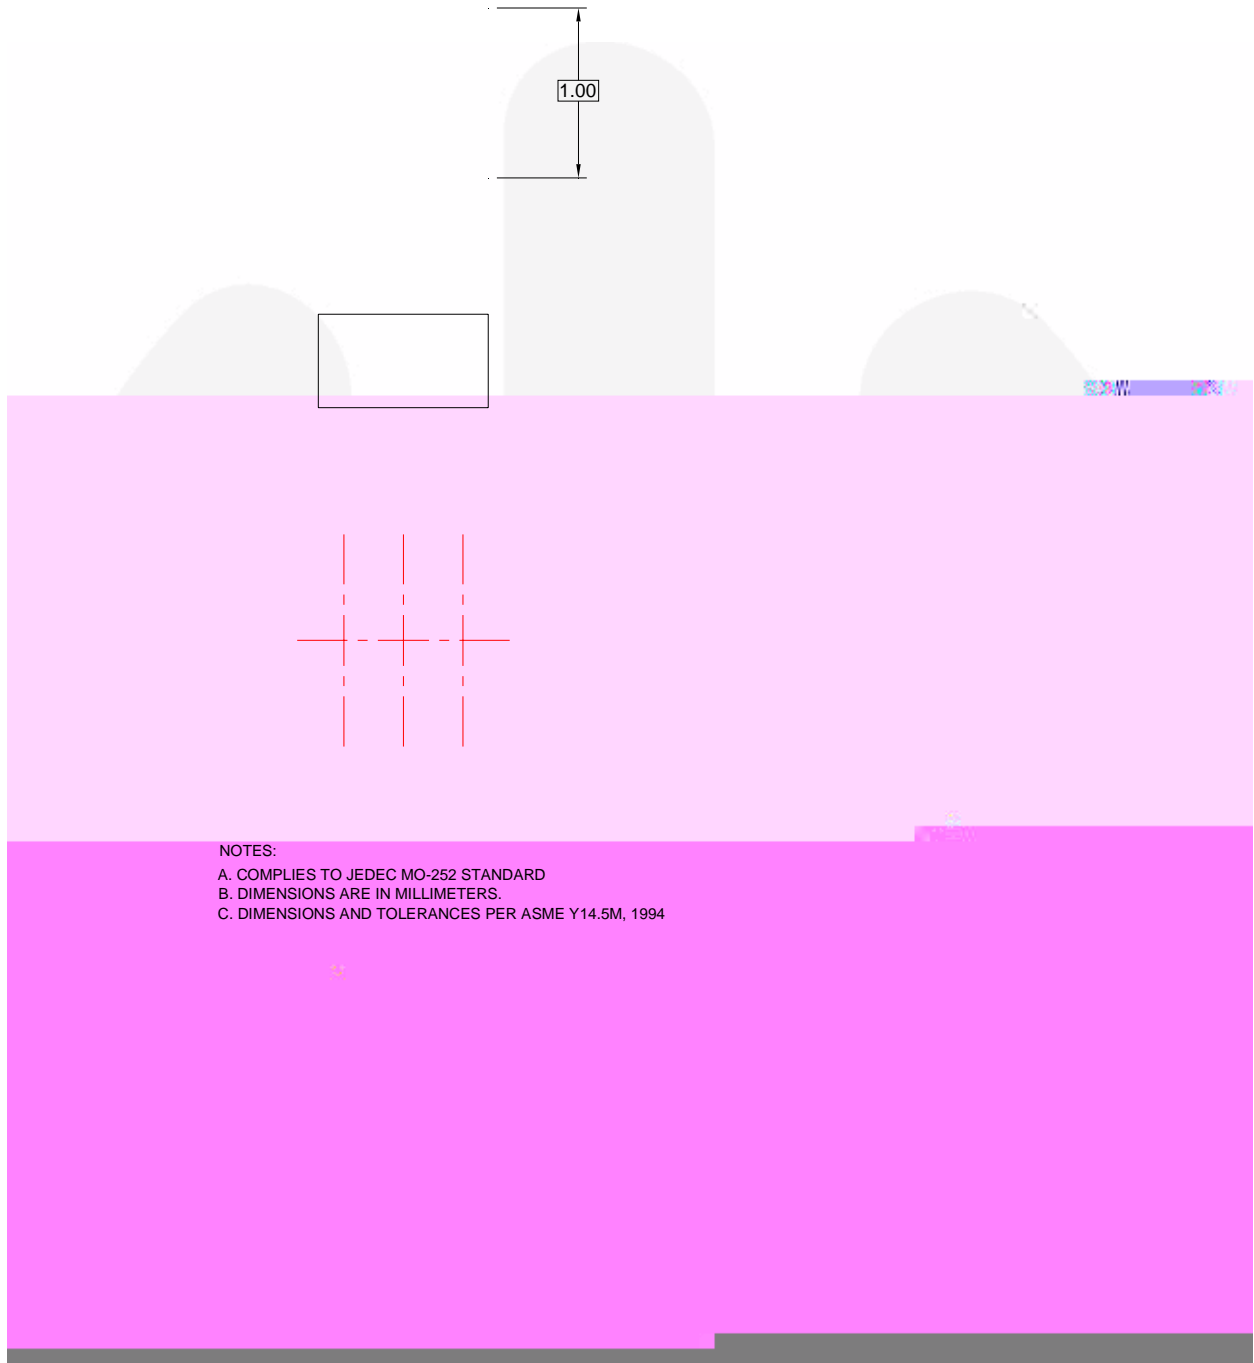 1.00
NOTES:
A. COMPLIES TO JEDEC MO-252 STANDARD
B. DIMENSIONS ARE IN MILLIMETERS.
C. DIMENSIONS AND TOLERANCES PER ASME Y14.5M, 1994